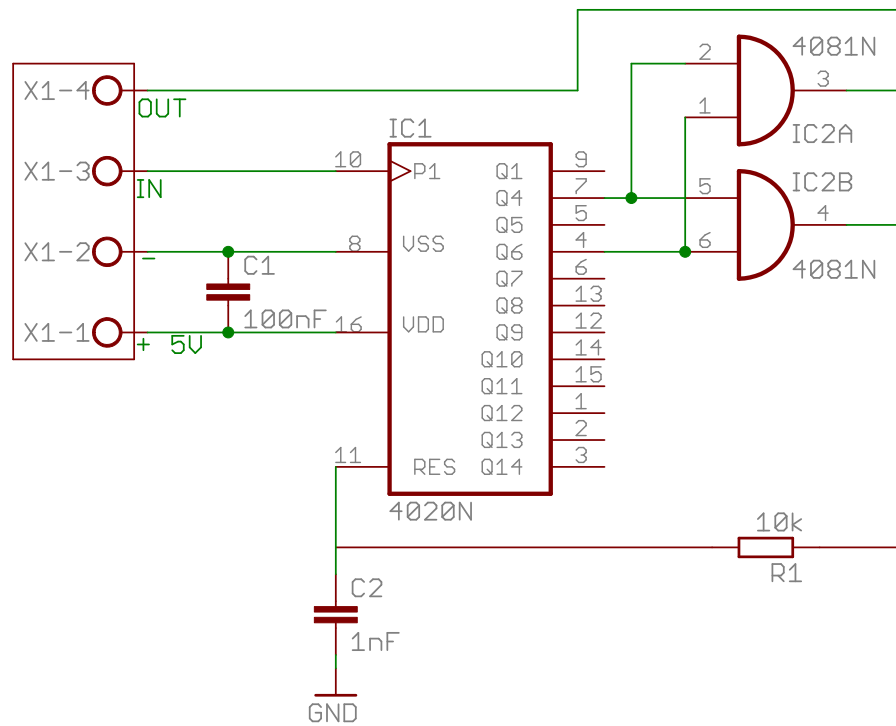 X1-4
OUT
X1-3
IN
X1-2
-
X1-1
+ 5V
C1
100nF
IC1
10
P1
8
VSS
16
VDD
11
RES
Q1
9
Q4
7
Q5
5
Q6
4
Q7
6
Q8
13
Q9
12
Q10
14
Q11
15
Q12
1
Q13
2
Q14
3
4020N
2
1
3
4081N
IC2A
IC2B
5
6
4
4081N
10k
R1
C2
1nF
GND